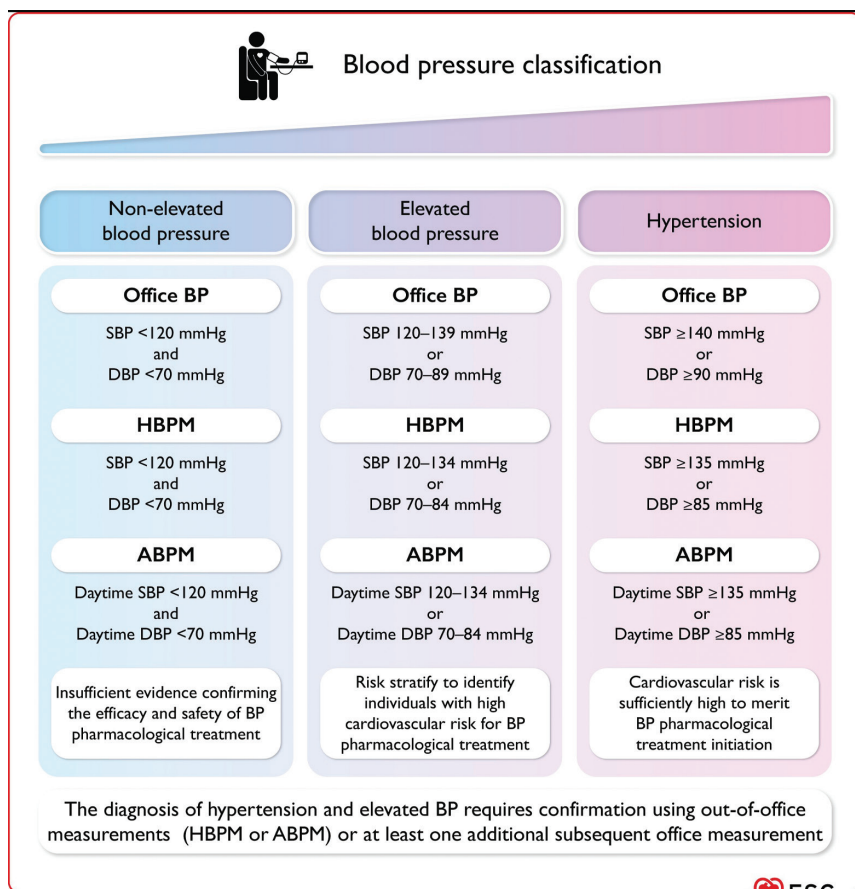 Blood pressure classification
Non-elevated
blood pressure
Office BP
SBP <120 mmHg
and
DBP <70 mmHg
HBPM
SBP <120 mmHg
and
DBP <70 mmHg
ABPM
Daytime SBP <120 mmHg
and
Daytime DBP <70 mmHg
Insufficient evidence confirming
the efficacy and safety of BP
pharmacological treatment
Elevated
blood pressure
Office BP
SBP 120–139 mmHg
or
DBP 70–89 mmHg
HBPM
SBP 120–134 mmHg
or
DBP 70–84 mmHg
ABPM
Daytime SBP 120–134 mmHg
or
Daytime DBP 70–84 mmHg
Risk stratify to identify
individuals with high
cardiovascular risk for BP
pharmacological treatment
Hypertension
Office BP
SBP ≥140 mmHg
or
DBP ≥90 mmHg
HBPM
SBP ≥135 mmHg
or
DBP ≥85 mmHg
ABPM
Daytime SBP ≥135 mmHg
or
Daytime DBP ≥85 mmHg
Cardiovascular risk is
sufficiently high to merit
BP pharmacological
treatment initiation
The diagnosis of hypertension and elevated BP requires confirmation using out-of-office
measurements (HBPM or ABPM) or at least one additional subsequent office measurement